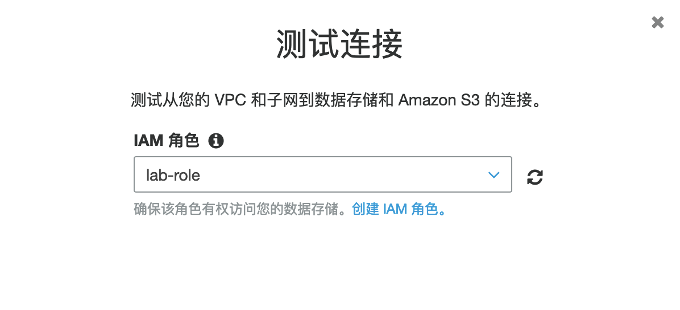 测试连接
测试从您的 VPC 和子网到数据存储和 Amazon S3 的连接。
IAM 角色
lab-role
确保该角色有权访问您的数据存储。创建 IAM 角色。